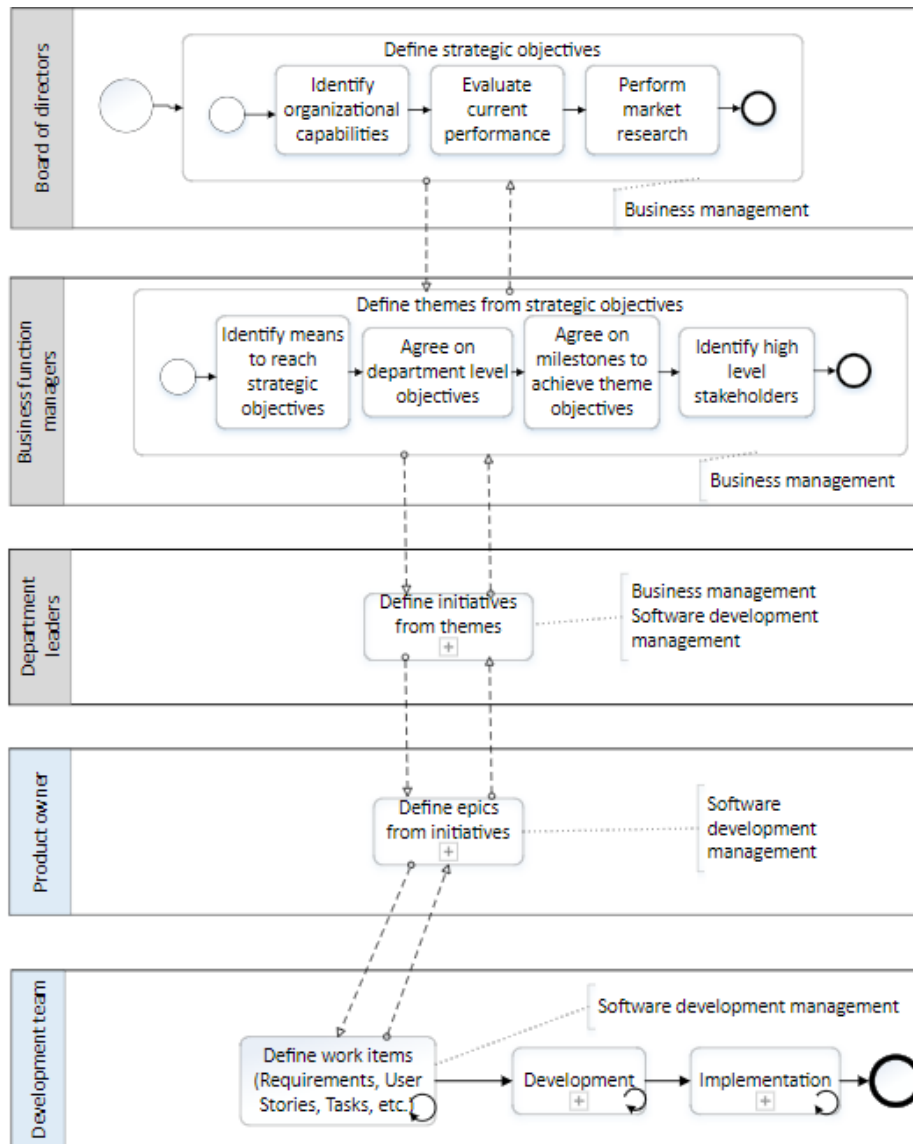 Board of directors
Define strategic objectives
Identify
organizational
capabilities
Evaluate
current
performance
Perform
market
research
Business management
Business function
managers
Define themes from strategic objectives
Identify means
to reach
strategic
objectives
Agree on
department level
objectives
Agree on
milestones to
achieve theme
objectives
Identify high
level
stakeholders
Business management
Department
leaders
Define initiatives
from themes
Business management
Software development
management
Product owner
Define epics
from initiatives
Software
development
management
Development team
Software development management
Define work items
(Requirements, User
Stories, Tasks, etc.)
Development
Implementation